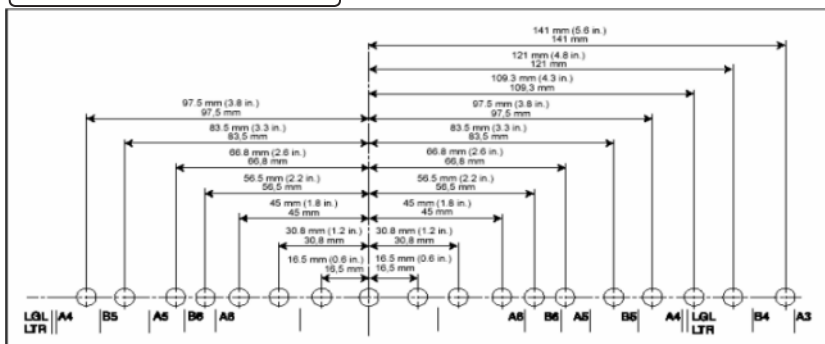 141 mm (5.6 in.)
141 mm
121 mm (4.8 in.)
121 mm
109.3 mm (4.3 in.)
109,3 mm
97.5 mm (3.8 in.) 97.5 mm (3.8 in.)
97,5 mm 97,5 mm
83.5 mm (3.3 in.) 83.5 mm (3.3 in.)
83,5 mm 83,5 mm
66.8 mm (2.6 in.) 66.8 mm (2.6 in.)
66,8 mm 66,8 mm
56.5 mm (2.2 in.) 56.5 mm (2.2 in.)
56,5 mm 56,5 mm
45 mm (1.8 in.) 45 mm (1.8 in.)
45 mm 45 mm
30.8 mm (1.2 in.) 30.8 mm (1.2 in.)
30,8 mm 30,8 mm
16.5 mm (0.6 in.) 16.5 mm (0.6 in.)
16,5 mm 16,5 mm
LGL A4 B5 A5 B6 A6 A6 B6 A5 B5 A4 LGL B4 A3
LTR LTR